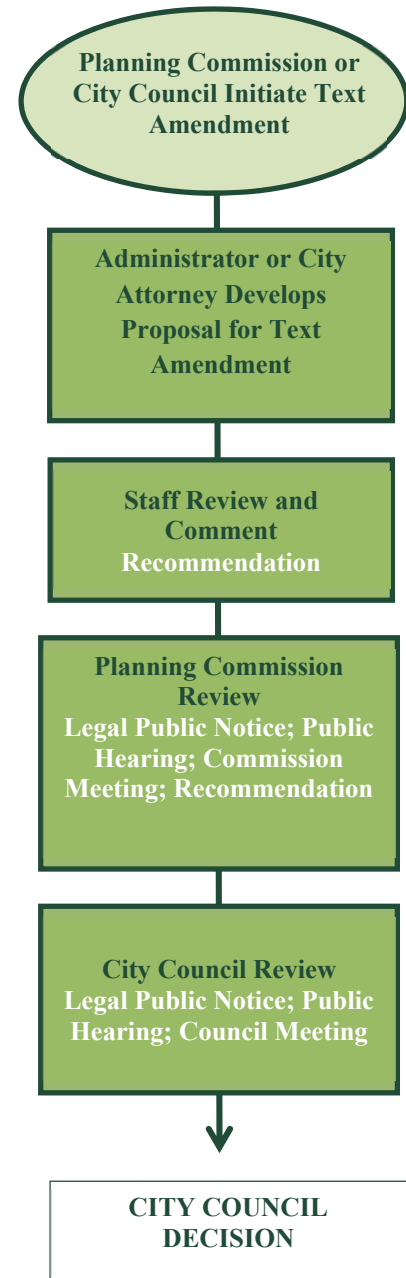 Planning Commission or
City Council Initiate Text
Amendment
Administrator or City
Attorney Develops
Proposal for Text
Amendment
Staff Review and
Comment
Recommendation
Planning Commission
Review
Legal Public Notice; Public
Hearing; Commission
Meeting; Recommendation
City Council Review
Legal Public Notice; Public
Hearing; Council Meeting
CITY COUNCIL
DECISION